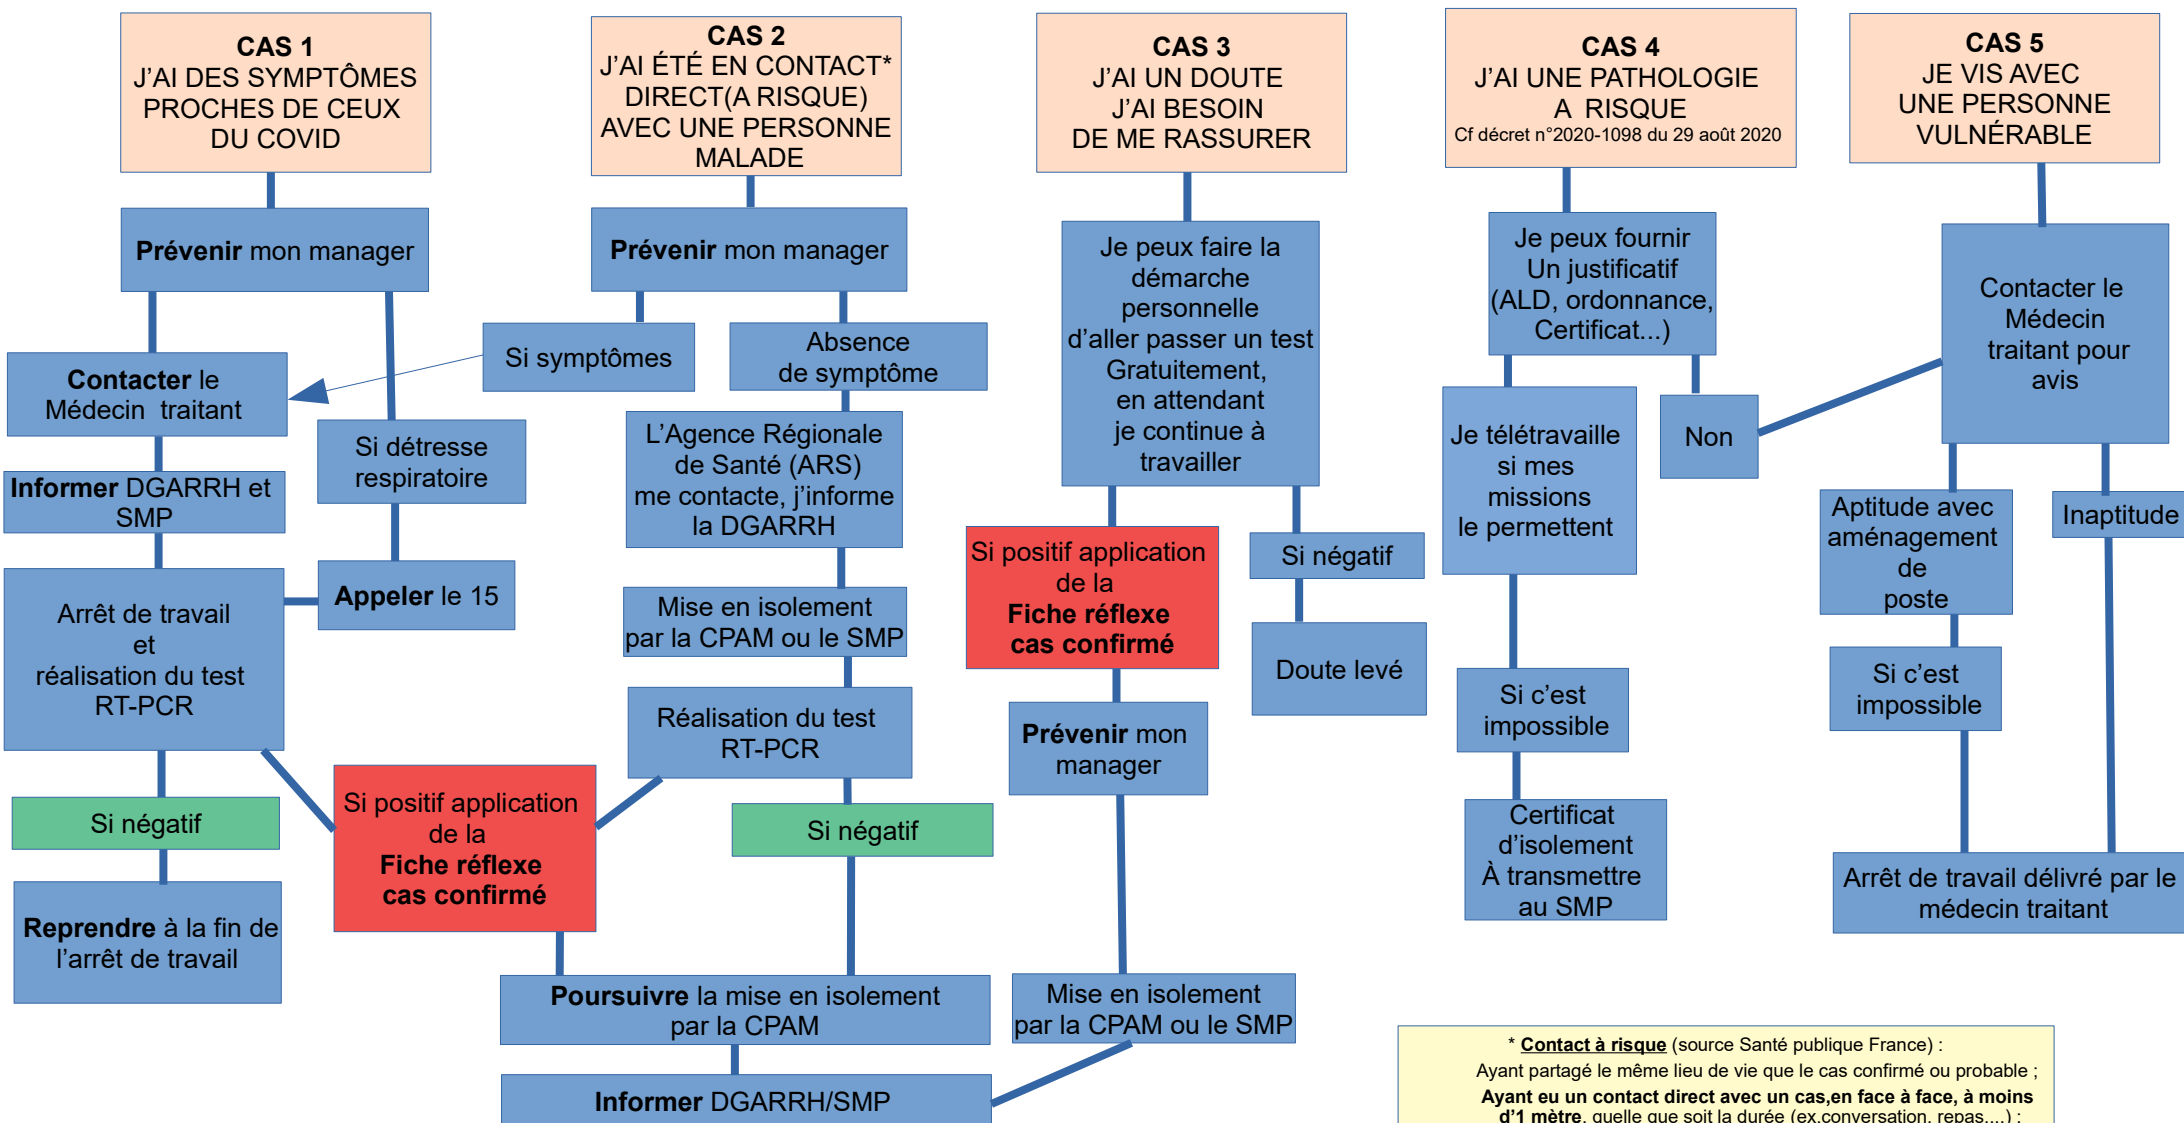 CAS 1
J'AI DES SYMPTÔMES
PROCHES DE CEUX
DU COVID
Prévenir mon manager
Contacter le
Médecin traitant
Si détresse
respiratoire
Informer DGARRH et
SMP
Appeler le 15
Arrêt de travail
et
réalisation du test
RT-PCR
Si négatif
Reprendre à la fin de
l'arrêt de travail
CAS 2
J'AI ÉTÉ EN CONTACT*
DIRECT(A RISQUE)
AVEC UNE PERSONNE
MALADE
Prévenir mon manager
Si symptômes
Absence
de symptôme
L'Agence Régionale
de Santé (ARS)
me contacte, j'informe
la DGARRH
Mise en isolement
par la CPAM ou le SMP
Réalisation du test
RT-PCR
Si positif application
de la
Fiche réflexe
cas confirmé
Si négatif
Poursuivre la mise en isolement
par la CPAM
Informer DGARRH/SMP
CAS 3
J'AI UN DOUTE
J'AI BESOIN
DE ME RASSURER
Je peux faire la
démarche
personnelle
d'aller passer un test
Gratuitement,
en attendant
je continue à
travailler
Si positif application
de la
Fiche réflexe
cas confirmé
Si négatif
Doute levé
Prévenir mon
manager
Mise en isolement
par la CPAM ou le SMP
CAS 4
J'AI UNE PATHOLOGIE
A RISQUE
Cf décret n°2020-1098 du 29 août 2020
Je peux fournir
Un justificatif
(ALD, ordonnance,
Certificat...)
Je télétravaille
si mes
missions
le permettent
Non
Si c'est
impossible
Certificat
d'isolement
À transmettre
au SMP
CAS 5
JE VIS AVEC
UNE PERSONNE
VULNÉRABLE
Contacter le
Médecin
traitant pour
avis
Aptitude avec
aménagement
de
poste
Inaptitude
Si c'est
impossible
Arrêt de travail délivré par le
médecin traitant
* Contact à risque (source Santé publique France) :
Ayant partagé le même lieu de vie que le cas confirmé ou probable ;
Ayant eu un contact direct avec un cas,en face à face, à moins
d'1 mètre, quelle que soit la durée (ex.conversation, repas,...) ;